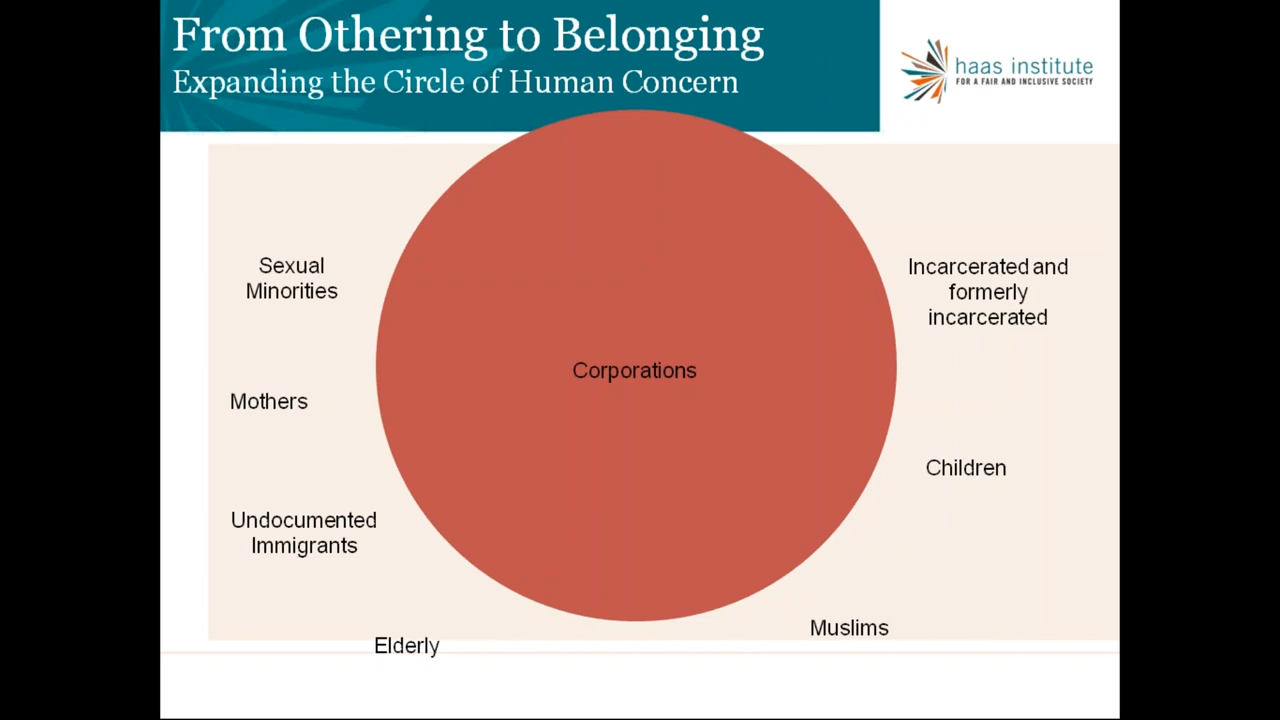 From Othering to Belonging
Expanding the Circle of Human Concern
haas institute
FOR A FAIR AND INCLUSIVE SOCIETY
Sexual
Minorities
Incarcerated and
formerly
incarcerated
Corporations
Mothers
Children
Undocumented
Immigrants
Muslims
Elderly